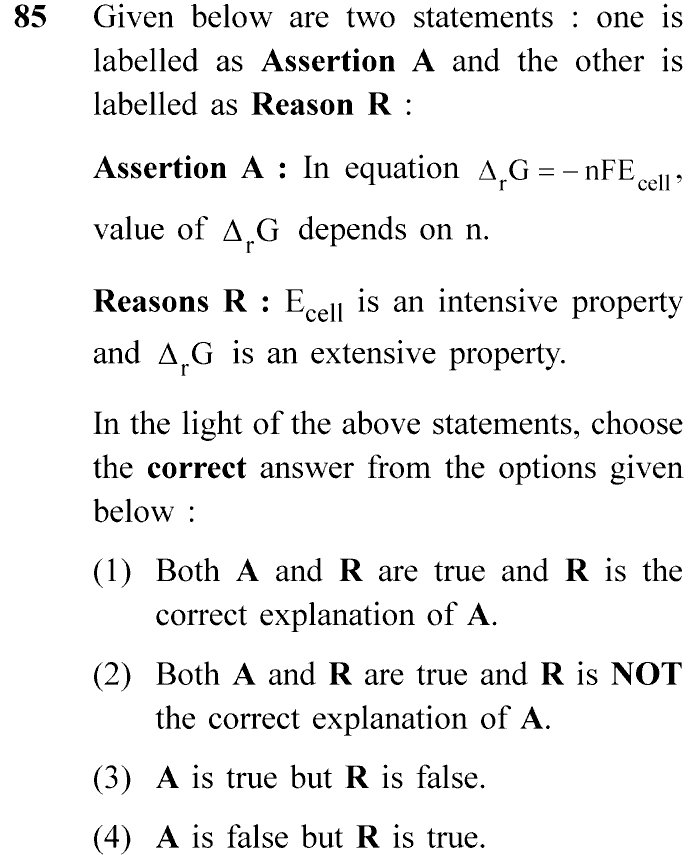 85 Given below are two statements : one is
labelled as Assertion A and the other is
labelled as Reason R :
Assertion A : In equation ΔrG = – nFEcell,
value of ΔrG depends on n.
Reasons R : Ecell is an intensive property
and ΔrG is an extensive property.
In the light of the above statements, choose
the correct answer from the options given
below :
(1) Both A and R are true and R is the
correct explanation of A.
(2) Both A and R are true and R is NOT
the correct explanation of A.
(3) A is true but R is false.
(4) A is false but R is true.